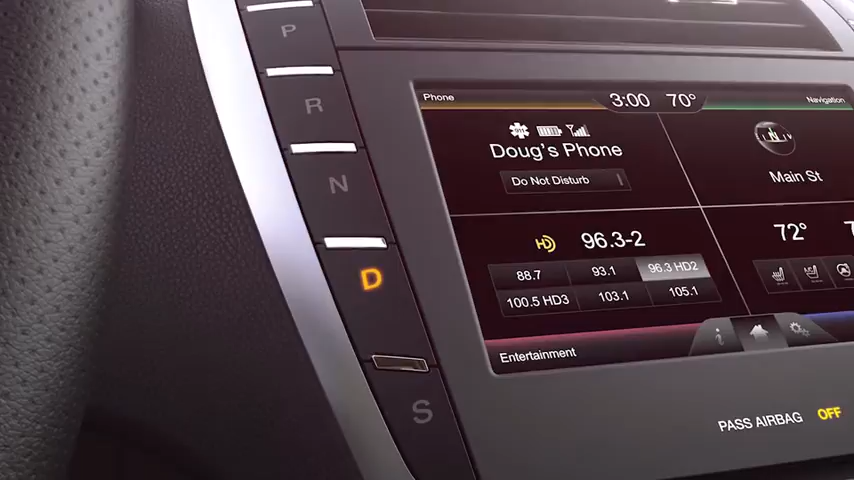 P
R
N
D
S
Phone
3:00 70°
Navigation
Doug's Phone
Do Not Disturb
Main St
HD 96.3-2
88.7 93.1 96.3 HD2
100.5 HD3 103.1 105.1
72°
Entertainment
PASS AIRBAG OFF